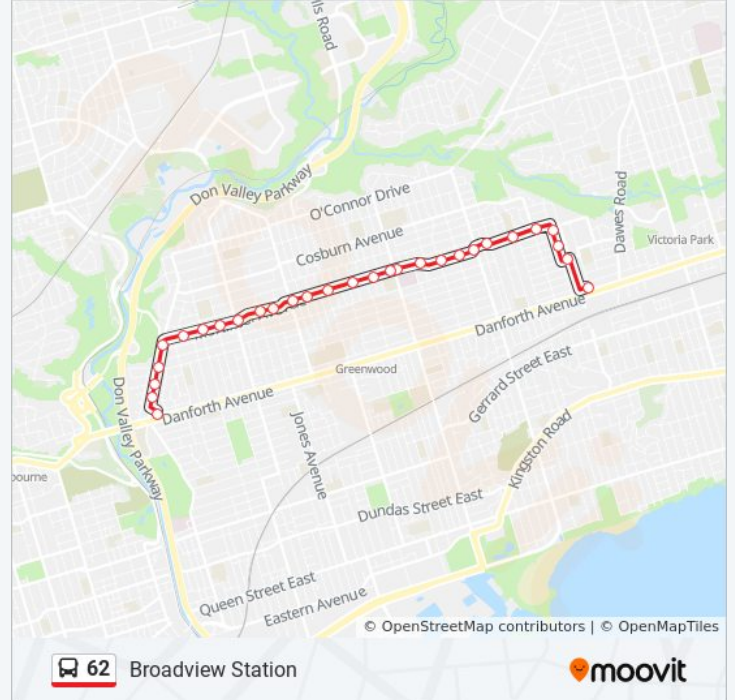 lls Road
Don Valley Parkway
O'Connor Drive
Cosburn Avenue
Dawes Road
Victoria Park
Danforth Avenue
Greenwood
Gerrard Street East
Danforth Avenue
Don Valley Parkway
Jones Avenue
Kingston Road
bourne
Dundas Street East
Queen Street East
Eastern Avenue
© OpenStreetMap contributors | © OpenMapTiles
62 Broadview Station
moovit